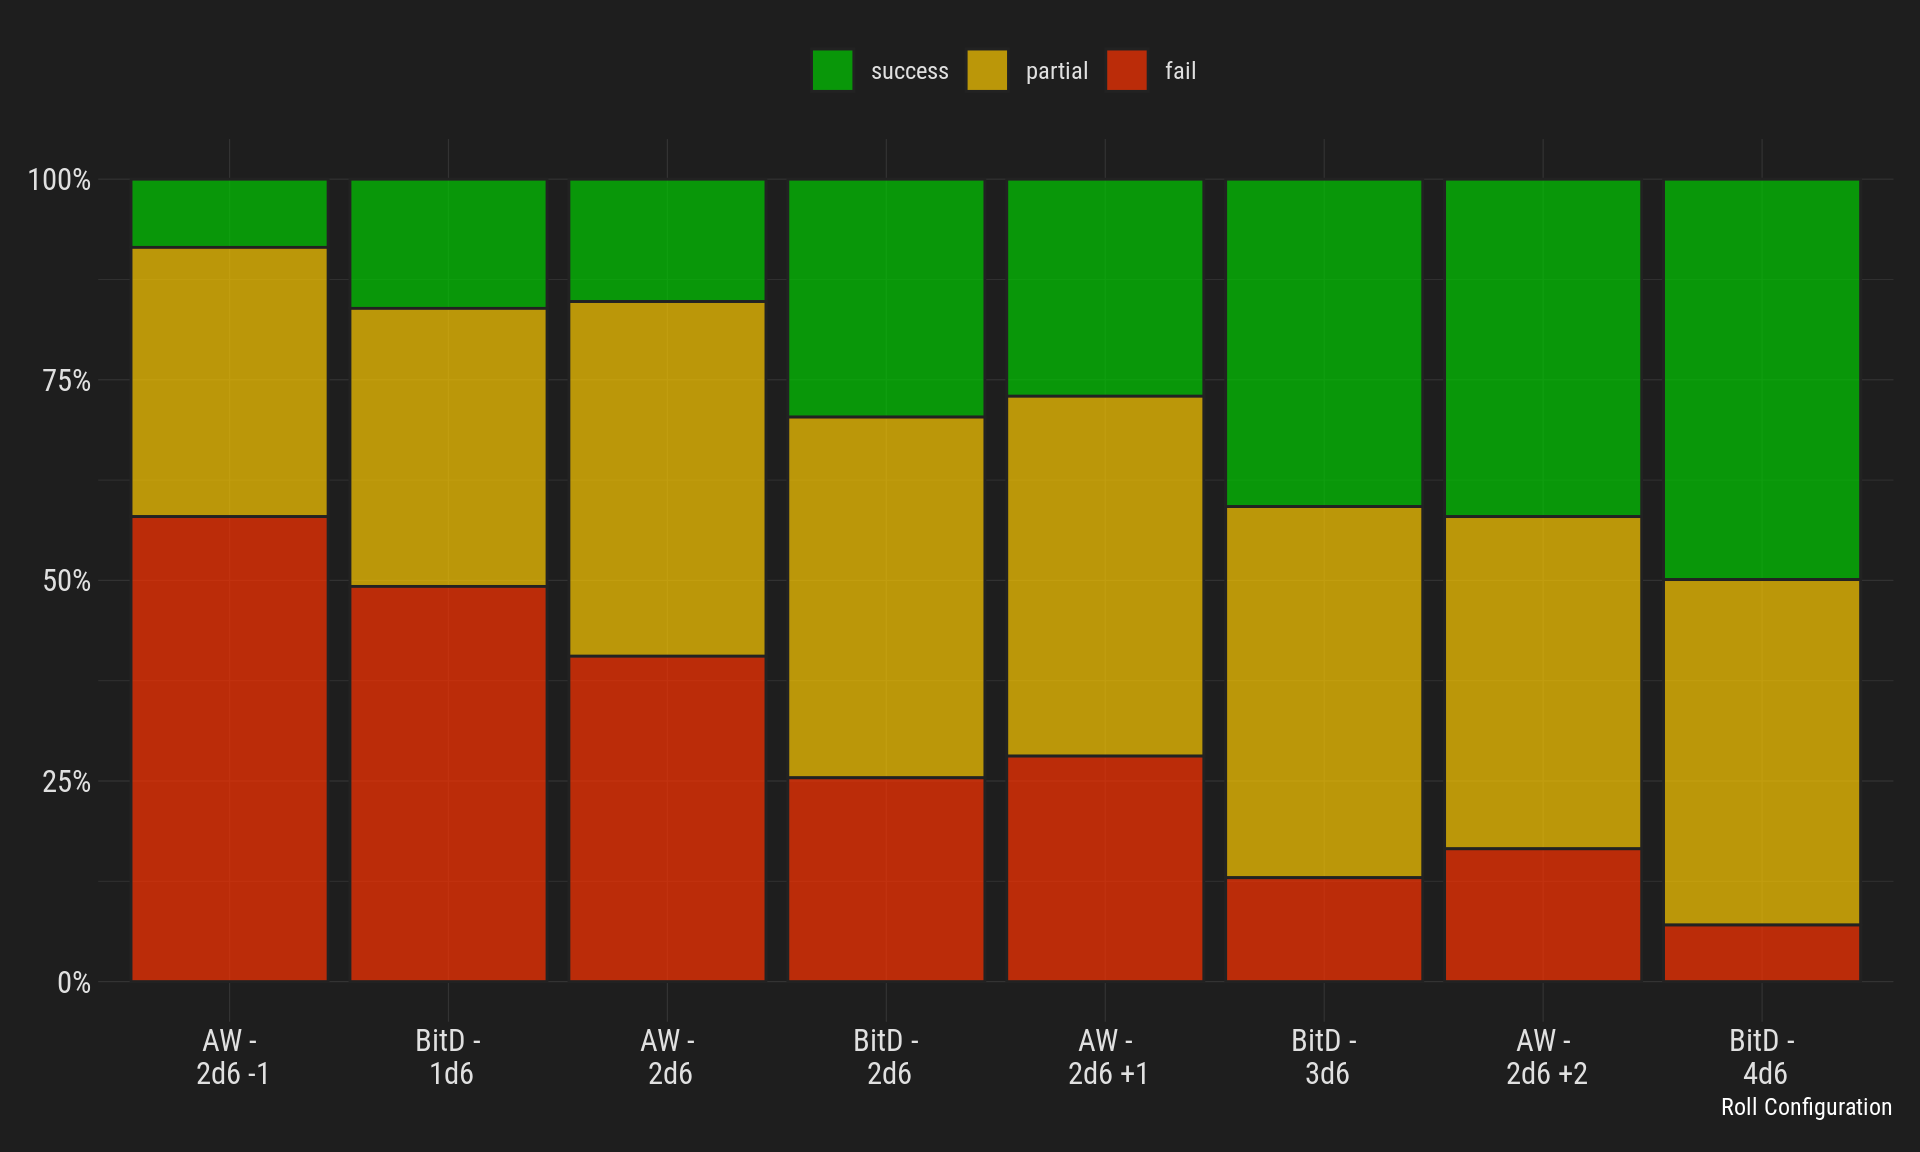 success partial fail
100%
75%
50%
25%
0%
AW -
2d6 -1
BitD -
1d6
AW -
2d6
BitD -
2d6
AW -
2d6 +1
BitD -
3d6
AW -
2d6 +2
BitD -
4d6
Roll Configuration